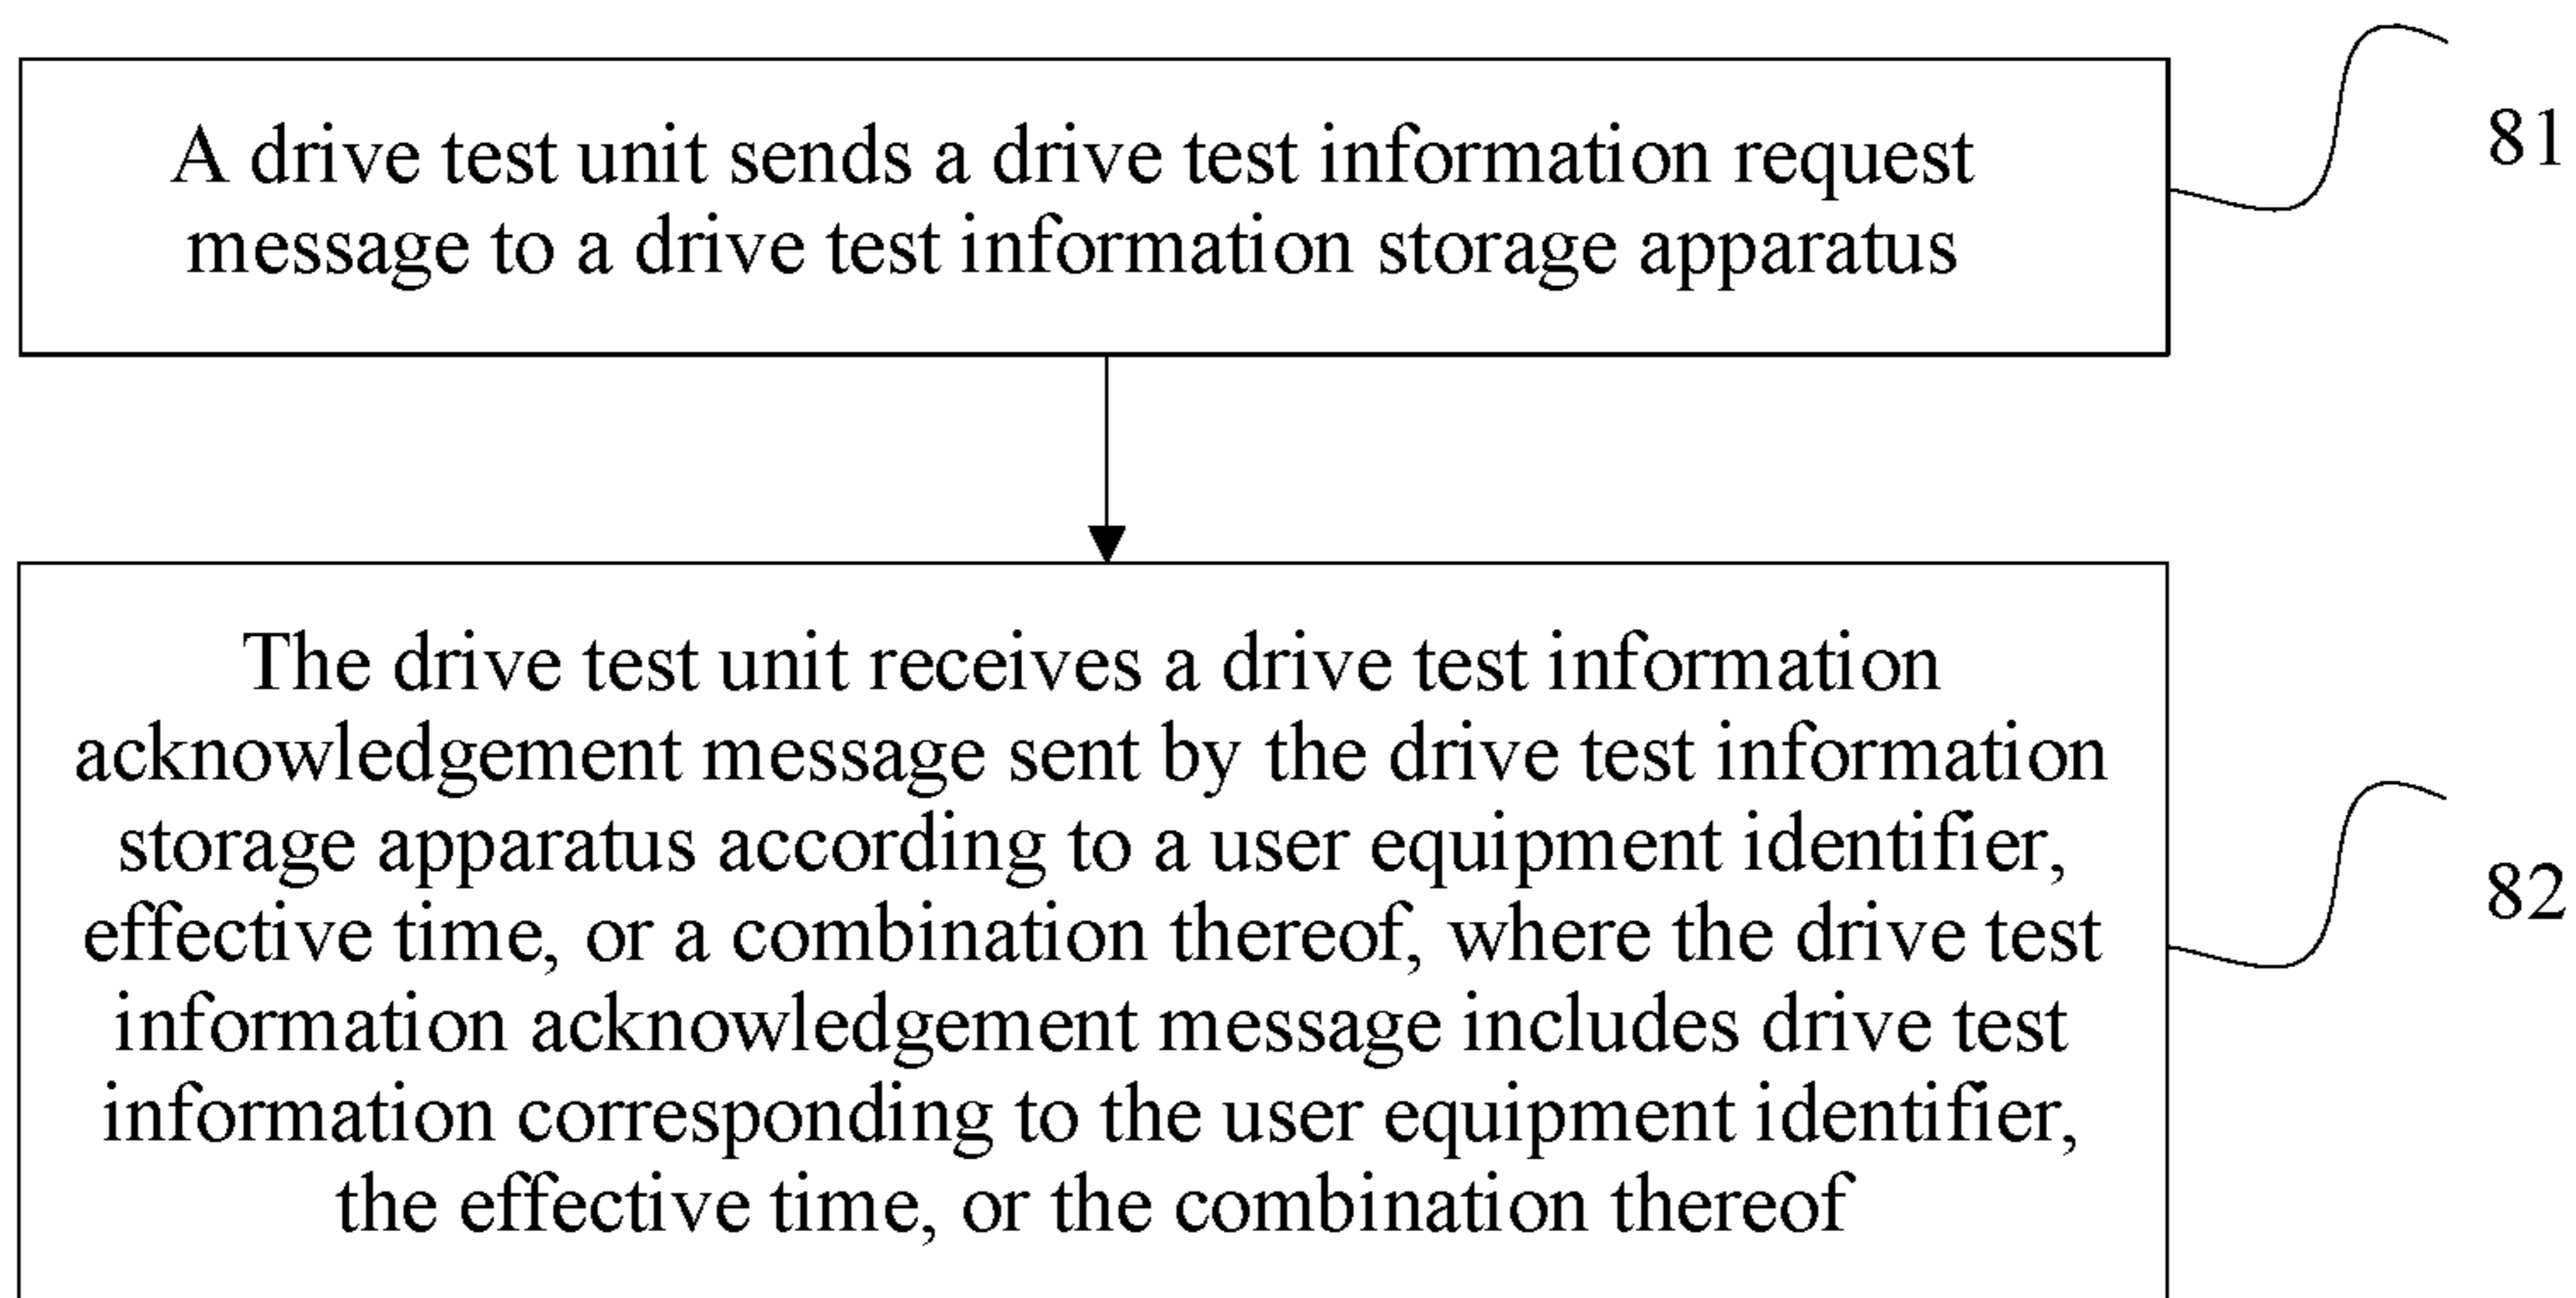 A drive test unit sends a drive test information request
message to a drive test information storage apparatus
81
The drive test unit receives a drive test information
acknowledgement message sent by the drive test information
storage apparatus according to a user equipment identifier,
effective time, or a combination thereof, where the drive test
information acknowledgement message includes drive test
information corresponding to the user equipment identifier,
the effective time, or the combination thereof
82